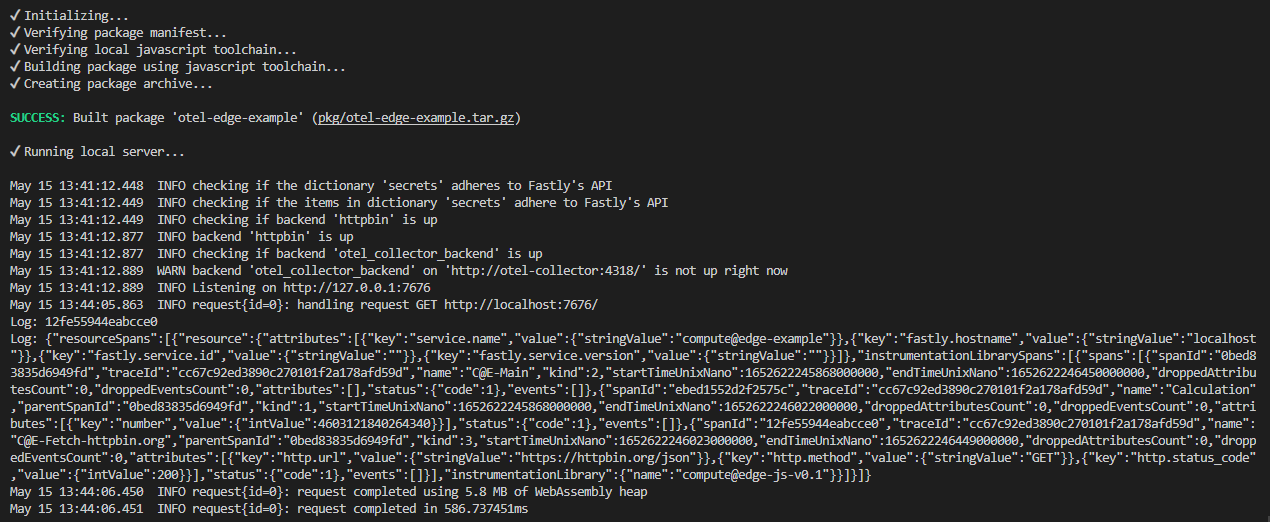 ✓ Initializing...
✓ Verifying package manifest...
✓ Verifying local javascript toolchain...
✓ Building package using javascript toolchain...
✓ Creating package archive...
SUCCESS: Built package 'otel-edge-example' (pkg/otel-edge-example.tar.gz)
✓ Running local server...
May 15 13:41:12.448  INFO checking if the dictionary 'secrets' adheres to Fastly's API
May 15 13:41:12.449  INFO checking if the items in dictionary 'secrets' adhere to Fastly's API
May 15 13:41:12.449  INFO checking if backend 'httpbin' is up
May 15 13:41:12.877  INFO backend 'httpbin' is up
May 15 13:41:12.877  INFO checking if backend 'otel_collector_backend' is up
May 15 13:41:12.889  WARN backend 'otel_collector_backend' on 'http://otel-collector:4318/' is not up right now
May 15 13:41:12.889  INFO Listening on http://127.0.0.1:7676
May 15 13:44:05.863  INFO request{id=0}: handling request GET http://localhost:7676/
Log: 12fe55944eabcce0
Log: {"resourceSpans":[{"resource":{"attributes":[{"key":"service.name","value":{"stringValue":"compute@edge-example"}},{"key":"fastly.hostname","value":{"stringValue":"localhost
"}},{"key":"fastly.service.id","value":{"stringValue":""}},{"key":"fastly.service.version","value":{"stringValue":""}}]},"instrumentationLibrarySpans":[{"spans":[{"spanId":"0bed8
3835d6949fd","traceId":"cc67c92ed3890c270101f2a178afd59d","name":"C@E-Main","kind":2,"startTimeUnixNano":1652622245868000000,"endTimeUnixNano":1652622246450000000,"droppedAttribu
tesCount":0,"droppedEventsCount":0,"attributes":[],"status":{"code":1},"events":[]},{"spanId":"ebed1552d2f2575c","traceId":"cc67c92ed3890c270101f2a178afd59d","name":"Calculation"
,"parentSpanId":"0bed83835d6949fd","kind":1,"startTimeUnixNano":1652622245868000000,"endTimeUnixNano":1652622246022000000,"droppedAttributesCount":0,"droppedEventsCount":0,"attri
butes":[{"key":"number","value":{"intValue":4603121840264340}}],"status":{"code":1},"events":[]},{"spanId":"12fe55944eabcce0","traceId":"cc67c92ed3890c270101f2a178afd59d","name":
"C@E-Fetch-httpbin.org","parentSpanId":"0bed83835d6949fd","kind":3,"startTimeUnixNano":1652622246023000000,"endTimeUnixNano":1652622246449000000,"droppedAttributesCount":0,"dropp
edEventsCount":0,"attributes":[{"key":"http.url","value":{"stringValue":"https://httpbin.org/json"}},{"key":"http.method","value":{"stringValue":"GET"}},{"key":"http.status_code"
,"value":{"intValue":200}}],"status":{"code":1},"events":[]}],"instrumentationLibrary":{"name":"compute@edge-js-v0.1"}}]}]}
May 15 13:44:06.450  INFO request{id=0}: request completed using 5.8 MB of WebAssembly heap
May 15 13:44:06.451  INFO request{id=0}: request completed in 586.737451ms